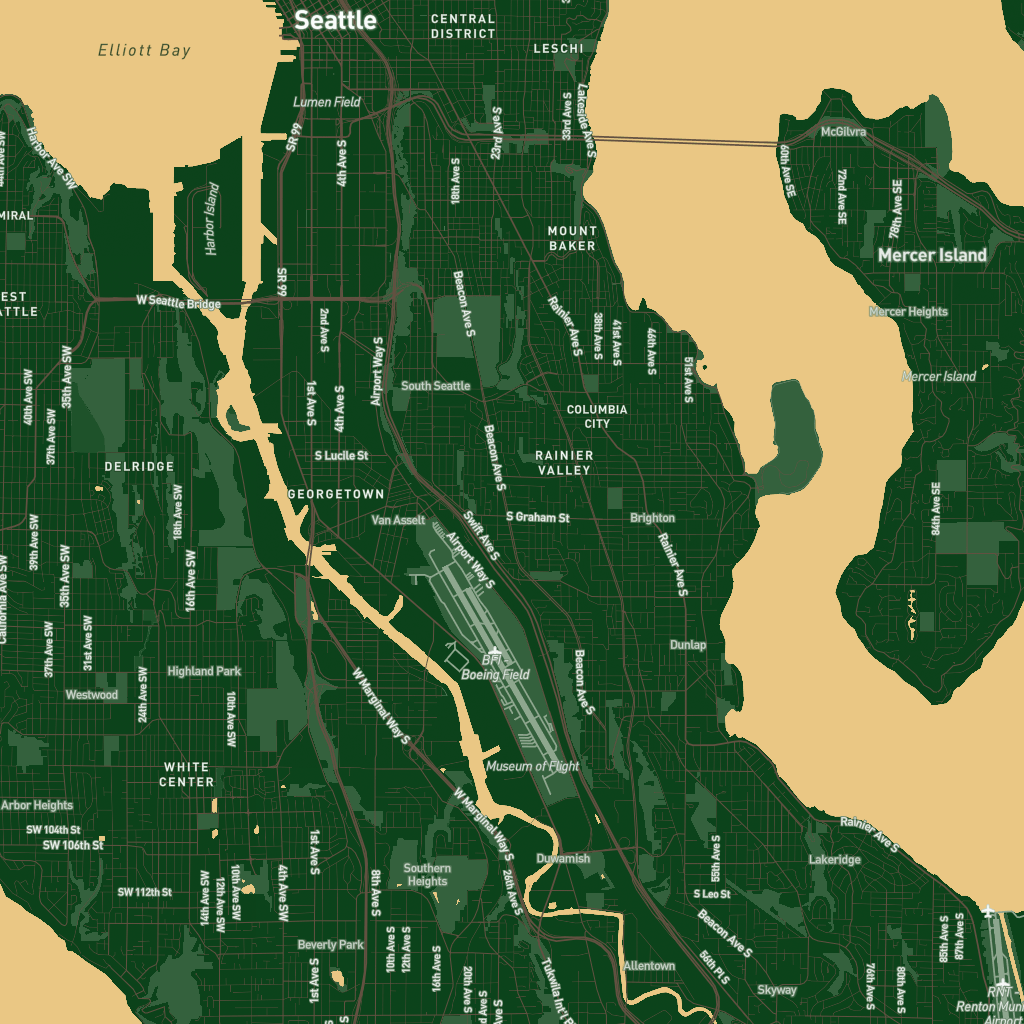 Seattle
CENTRAL
DISTRICT
Elliott Bay
LESCHI
Lumen Field
Lakeside Ave S
33rd Ave S
23rd Ave S
SR 99
4th Ave S
18th Ave S
McGilvra
60th Ave SE
72nd Ave SE
78th Ave SE
Harbor Ave SW
44th Ave SW
Harbor Island
MIRAL
MOUNT
BAKER
Mercer Island
SR 99
W Seattle Bridge
EST
ATTLE
Beacon Ave S
Rainier Ave S
2nd Ave S
Airport Way S
38th Ave S
41st Ave S
46th Ave S
51st Ave S
Mercer Heights
Mercer Island
35th Ave SW
40th Ave SW
37th Ave SW
1st Ave S
4th Ave S
South Seattle
COLUMBIA
CITY
Beacon Ave S
S Lucile St
DELRIDGE
RAINIER
VALLEY
GEORGETOWN
18th Ave SW
Van Asselt
Swift Ave S
S Graham St
Brighton
84th Ave SE
39th Ave SW
35th Ave SW
16th Ave SW
Airport Way S
Rainier Ave S
California Ave SW
37th Ave SW
31st Ave SW
Dunlap
BFI
Boeing Field
Highland Park
Westwood
24th Ave SW
10th Ave SW
W Marginal Way S
Beacon Ave S
Museum of Flight
WHITE
CENTER
Arbor Heights
SW 104th St
SW 106th St
W Marginal Way S
Rainier Ave S
Lakeridge
Duwamish
55th Ave S
1st Ave S
Southern
Heights
SW 112th St
14th Ave SW
12th Ave SW
10th Ave SW
4th Ave SW
8th Ave S
26th Ave S
S Leo St
Beacon Ave S
85th Ave S
87th Ave S
Beverly Park
10th Ave S
12th Ave S
16th Ave S
20th Ave S
1st Ave S
Tukwila Int'l P
Allentown
56th Pl S
Skyway
76th Ave S
80th Ave S
RNT -
Renton Muni
Airport
S
S
d Ave S
Ave S